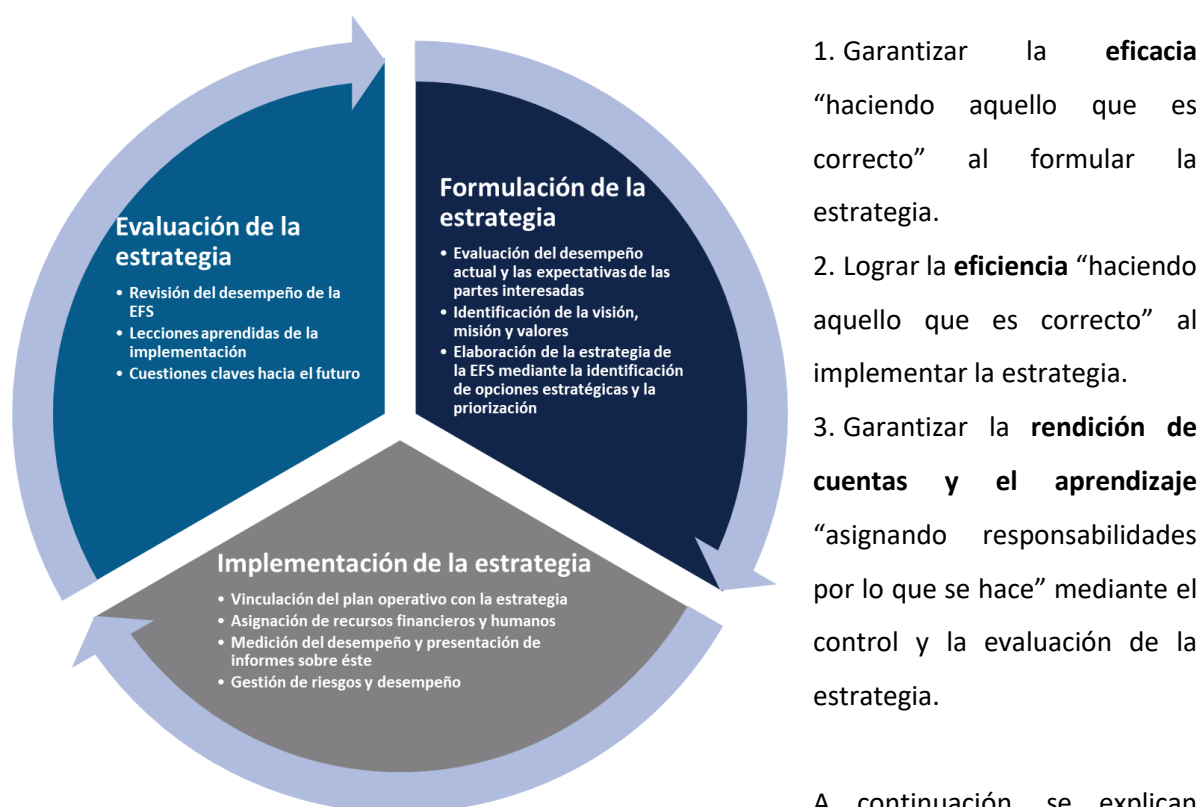 Evaluación de la
estrategia
• Revisión del desempeño de la
EFS
• Lecciones aprendidas de la
implementación
• Cuestiones claves hacia el futuro
Formulación de la
estrategia
• Evaluación del desempeño
actual y las expectativas de las
partes interesadas
• Identificación de la visión,
misión y valores
• Elaboración de la estrategia de
la EFS mediante la identificación
de opciones estratégicas y la
priorización
Implementación de la estrategia
• Vinculación del plan operativo con la estrategia
• Asignación de recursos financieros y humanos
• Medición del desempeño y presentación de
informes sobre éste
• Gestión de riesgos y desempeño
1. Garantizar la eficacia
“haciendo aquello que es
correcto” al formular la
estrategia.
2. Lograr la eficiencia “haciendo
aquello que es correcto” al
implementar la estrategia.
3. Garantizar la rendición de
cuentas y el aprendizaje
“asignando responsabilidades
por lo que se hace” mediante el
control y la evaluación de la
estrategia.
A continuación, se explican